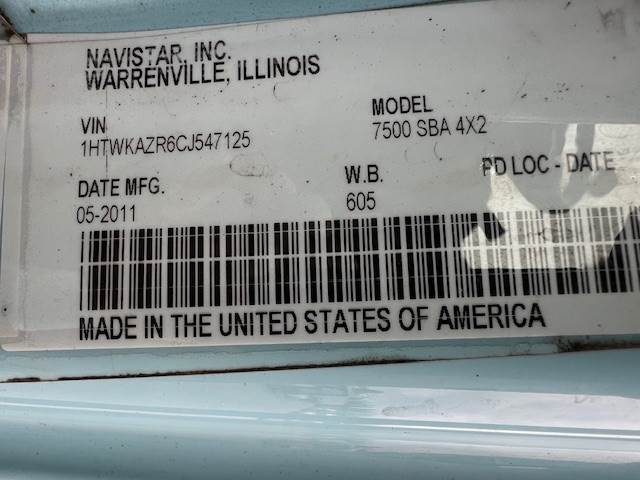 NAVISTAR, INC.
WARRENVILLE, ILLINOIS
VIN
1HTWKAZR6CJ547125
MODEL
7500 SBA 4X2
DATE MFG.
05-2011
W.B.
605
PD LOC - DATE
MADE IN THE UNITED STATES OF AMERICA